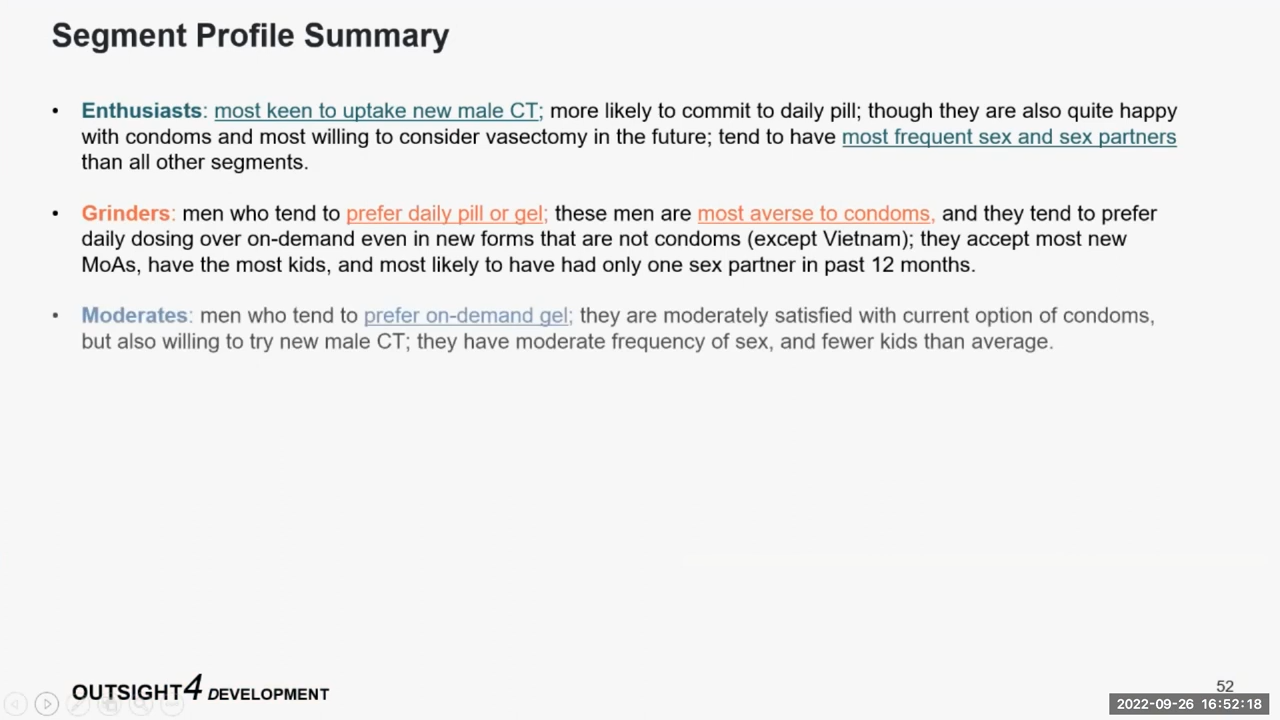 Segment Profile Summary
• Enthusiasts: most keen to uptake new male CT; more likely to commit to daily pill; though they are also quite happy
with condoms and most willing to consider vasectomy in the future; tend to have most frequent sex and sex partners
than all other segments.
• Grinders: men who tend to prefer daily pill or gel; these men are most averse to condoms, and they tend to prefer
daily dosing over on-demand even in new forms that are not condoms (except Vietnam); they accept most new
MoAs, have the most kids, and most likely to have had only one sex partner in past 12 months.
• Moderates: men who tend to prefer on-demand gel; they are moderately satisfied with current option of condoms,
but also willing to try new male CT; they have moderate frequency of sex, and fewer kids than average.
OUTSIGHT4 DEVELOPMENT
52
2022-09-26 16:52:18